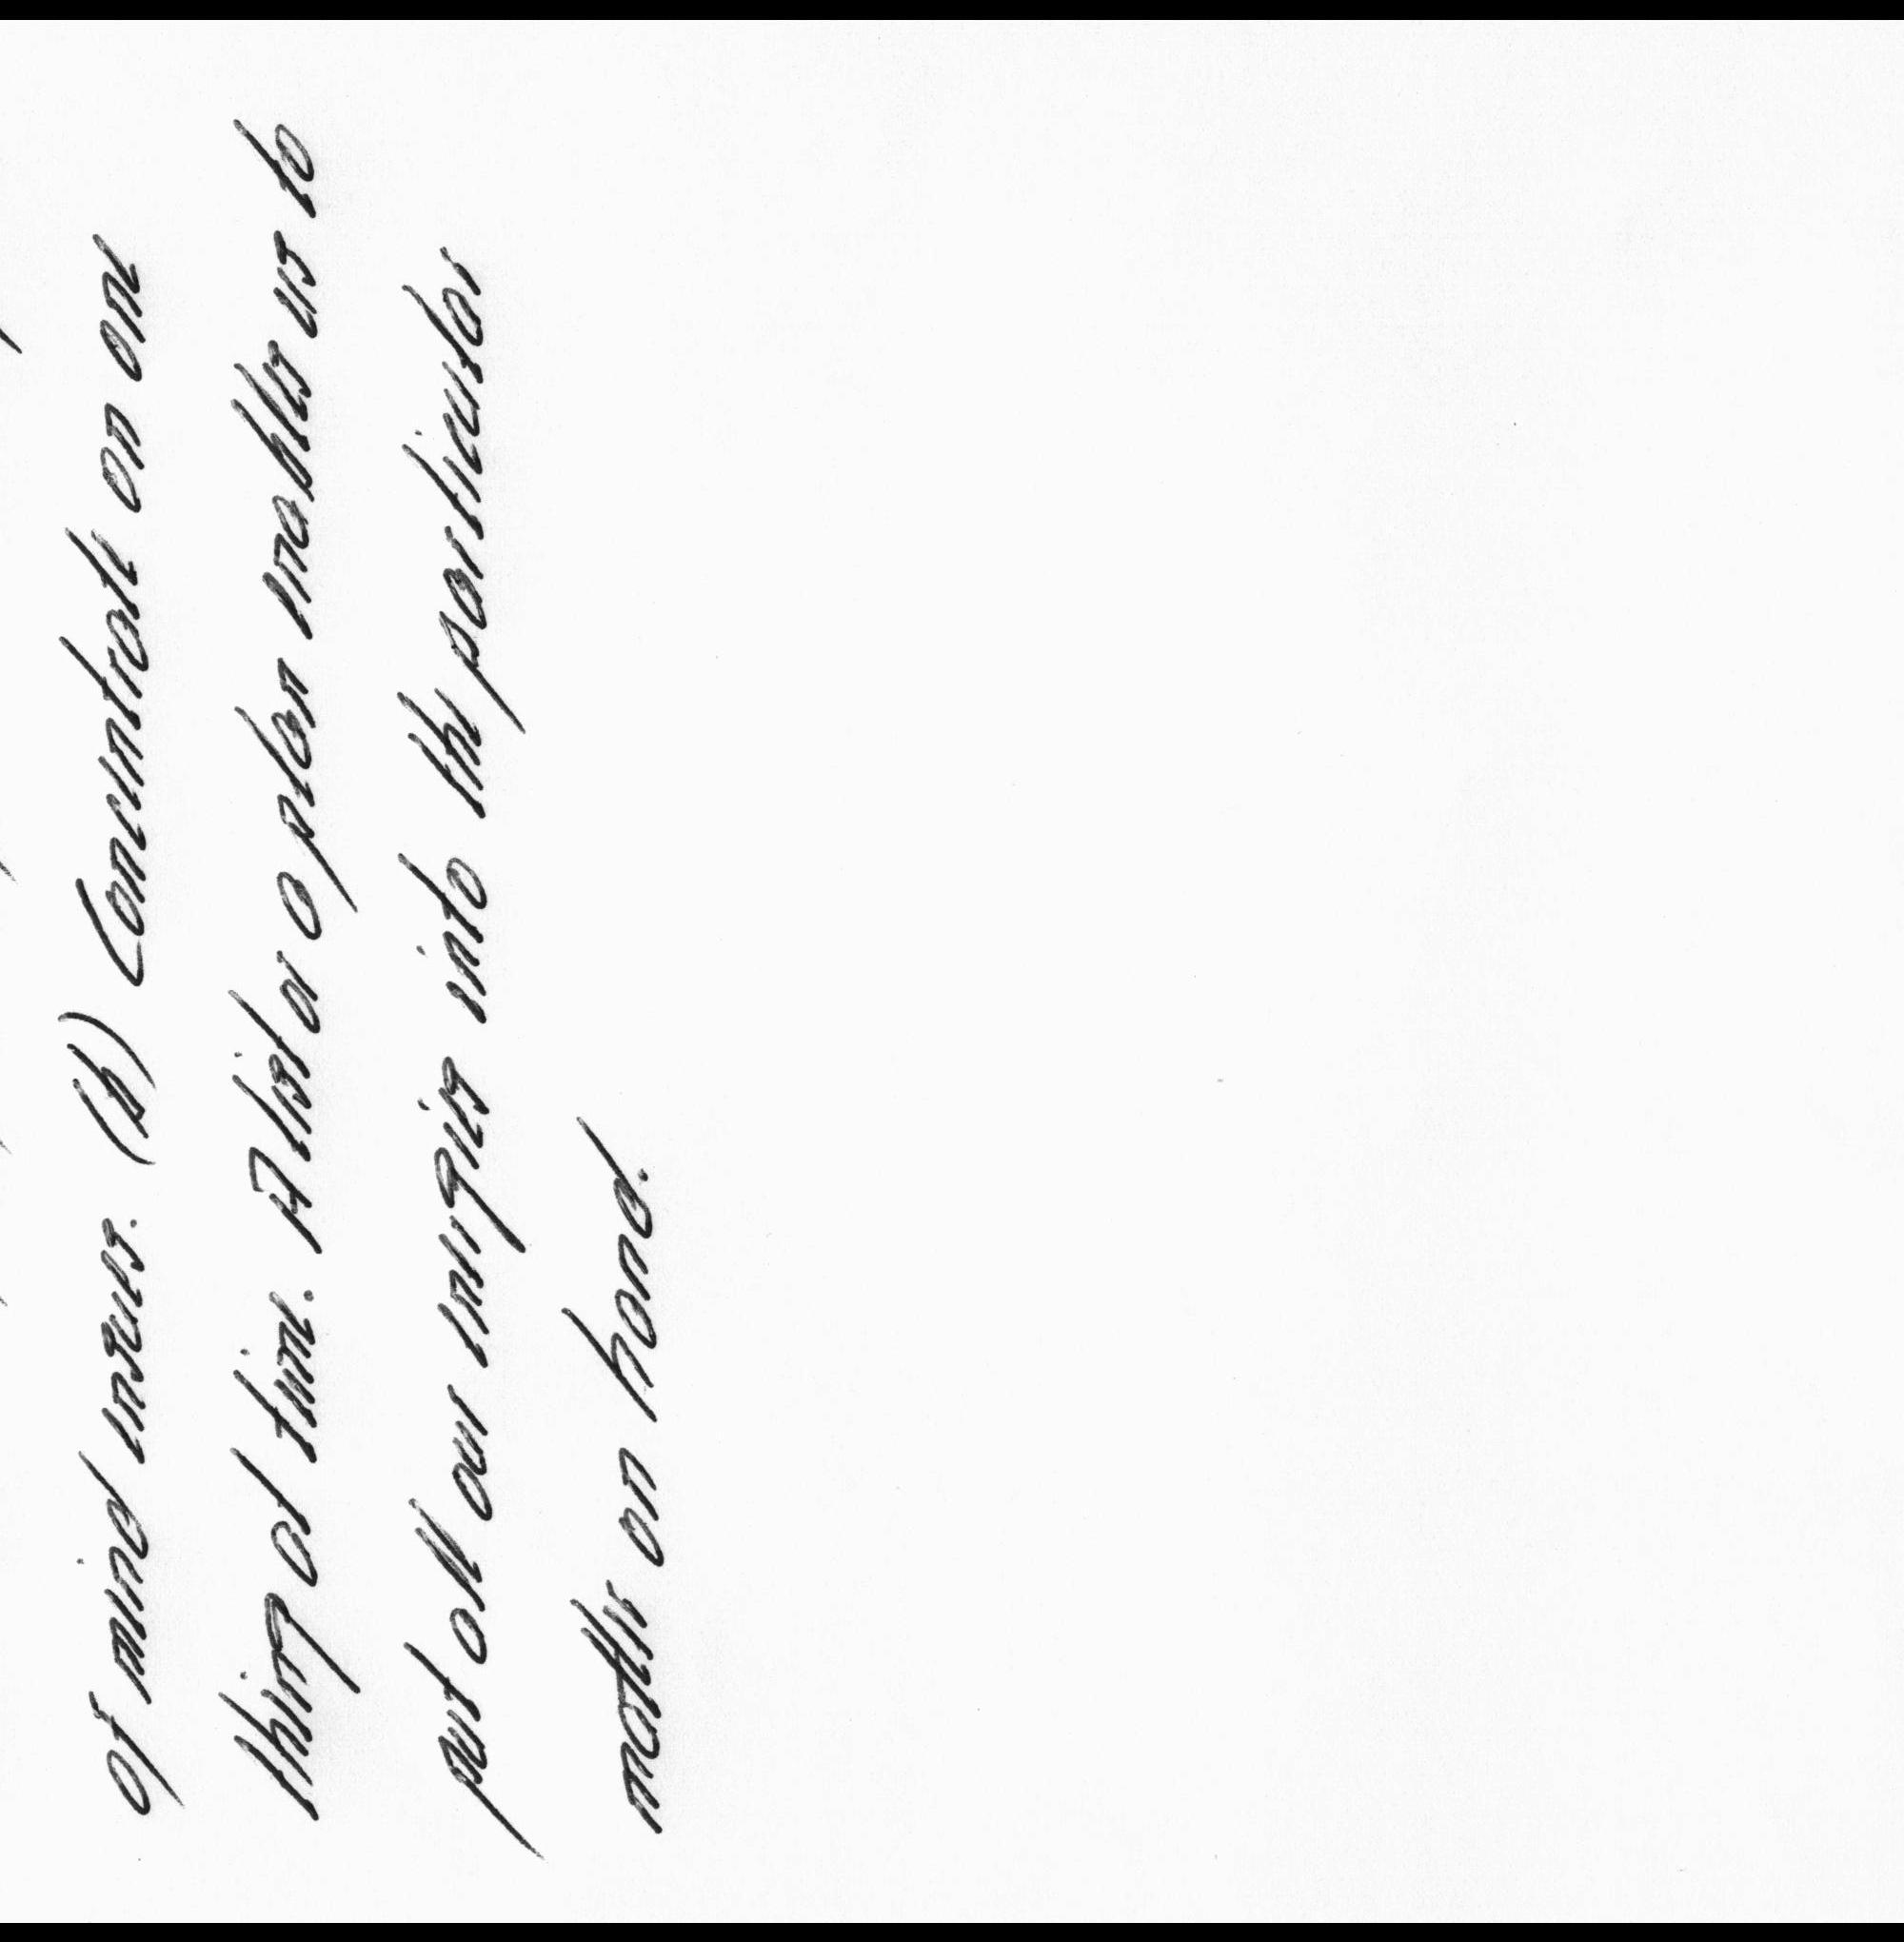 of mind ensues. (h) Concentrate on one
thing at time. A list or a plan enables us to
put all our energies into the particular
matter on hand.